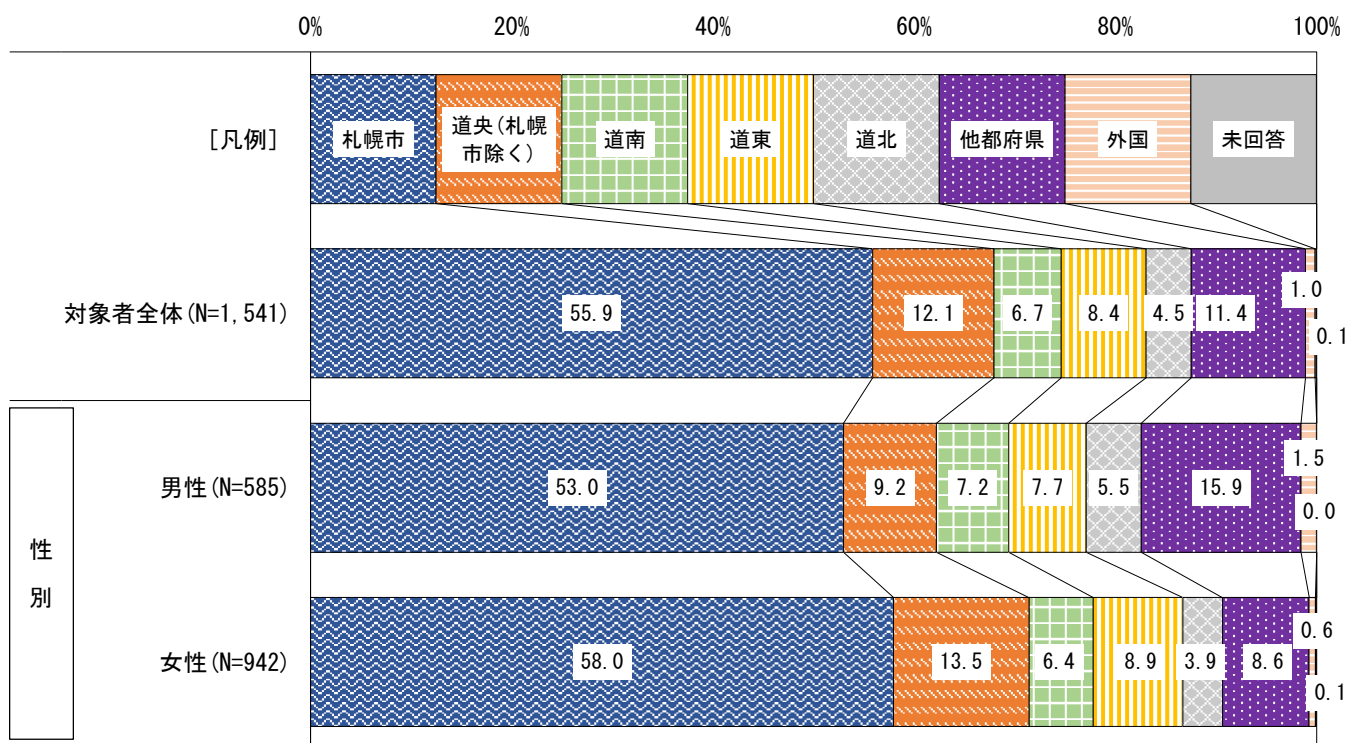 0% 20% 40% 60% 80% 100%
[凡例] 札幌市 道央(札幌
市除く) 道南 道東 道北 他都府県 外国 未回答
対象者全体(N=1,541) 55.9 12.1 6.7 8.4 4.5 11.4 1.0
0.1
男性(N=585) 53.0 9.2 7.2 7.7 5.5 15.9 1.5
0.0
性
別
女性(N=942) 58.0 13.5 6.4 8.9 3.9 8.6 0.6
0.1